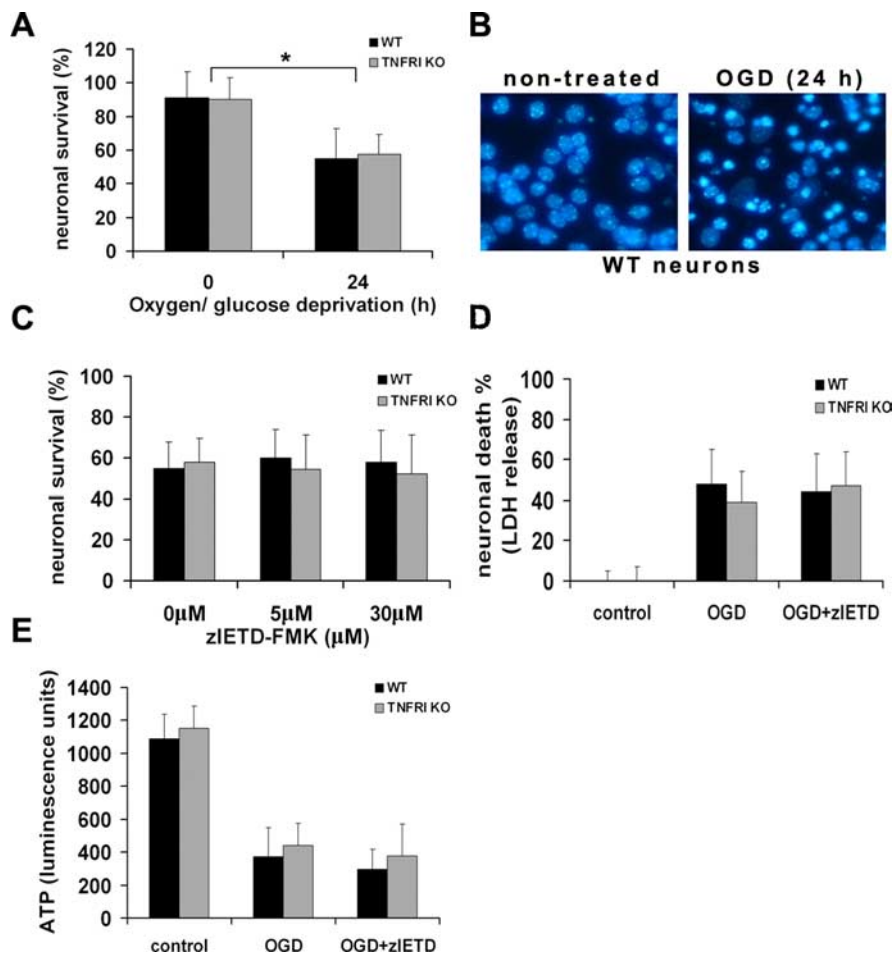 A
neuronal survival (%)
120
100
80
60
40
20
0
*
WT
TNFRI KO
0
24
Oxygen/ glucose deprivation (h)
B
non-treated
OGD (24 h)
WT neurons
C
neuronal survival (%)
100
80
60
40
20
0
WT
TNFRI KO
0µM
5µM
30µM
zIETD-FMK (µM)
D
neuronal death %
(LDH release)
100
80
60
40
20
0
WT
TNFRI KO
control
OGD
OGD+zIETD
E
ATP (luminescence units)
1400
1200
1000
800
600
400
200
0
WT
TNFRI KO
control
OGD
OGD+zIETD